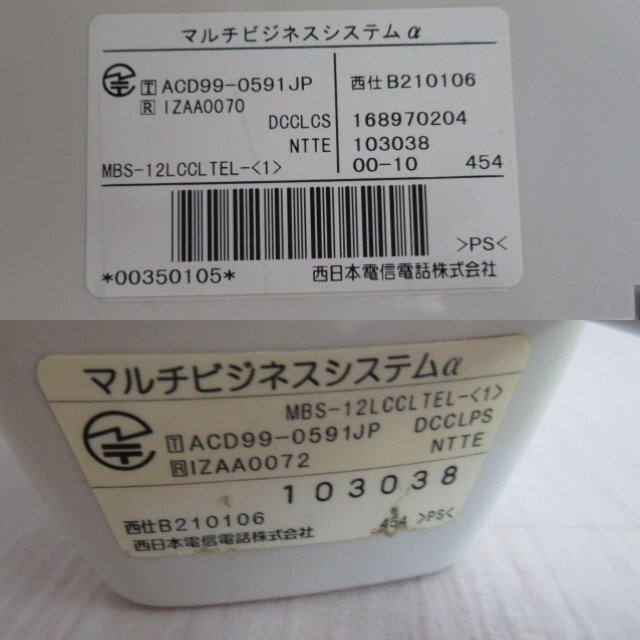 マルチビジネスシステムα
T ACD99-0591JP 西仕B210106
R IZAA0070
DCCLCS 168970204
NTTE 103038
MBS-12LCCLTEL-<1> 00-10 454
>PS<
*00350105* 西日本電信電話株式会社
マルチビジネスシステムα
MBS-12LCCLTEL-<1>
T ACD99-0591JP DCCLPS
R IZAA0072 NTTE
103038
西仕B210106 454 >PS<
西日本電信電話株式会社